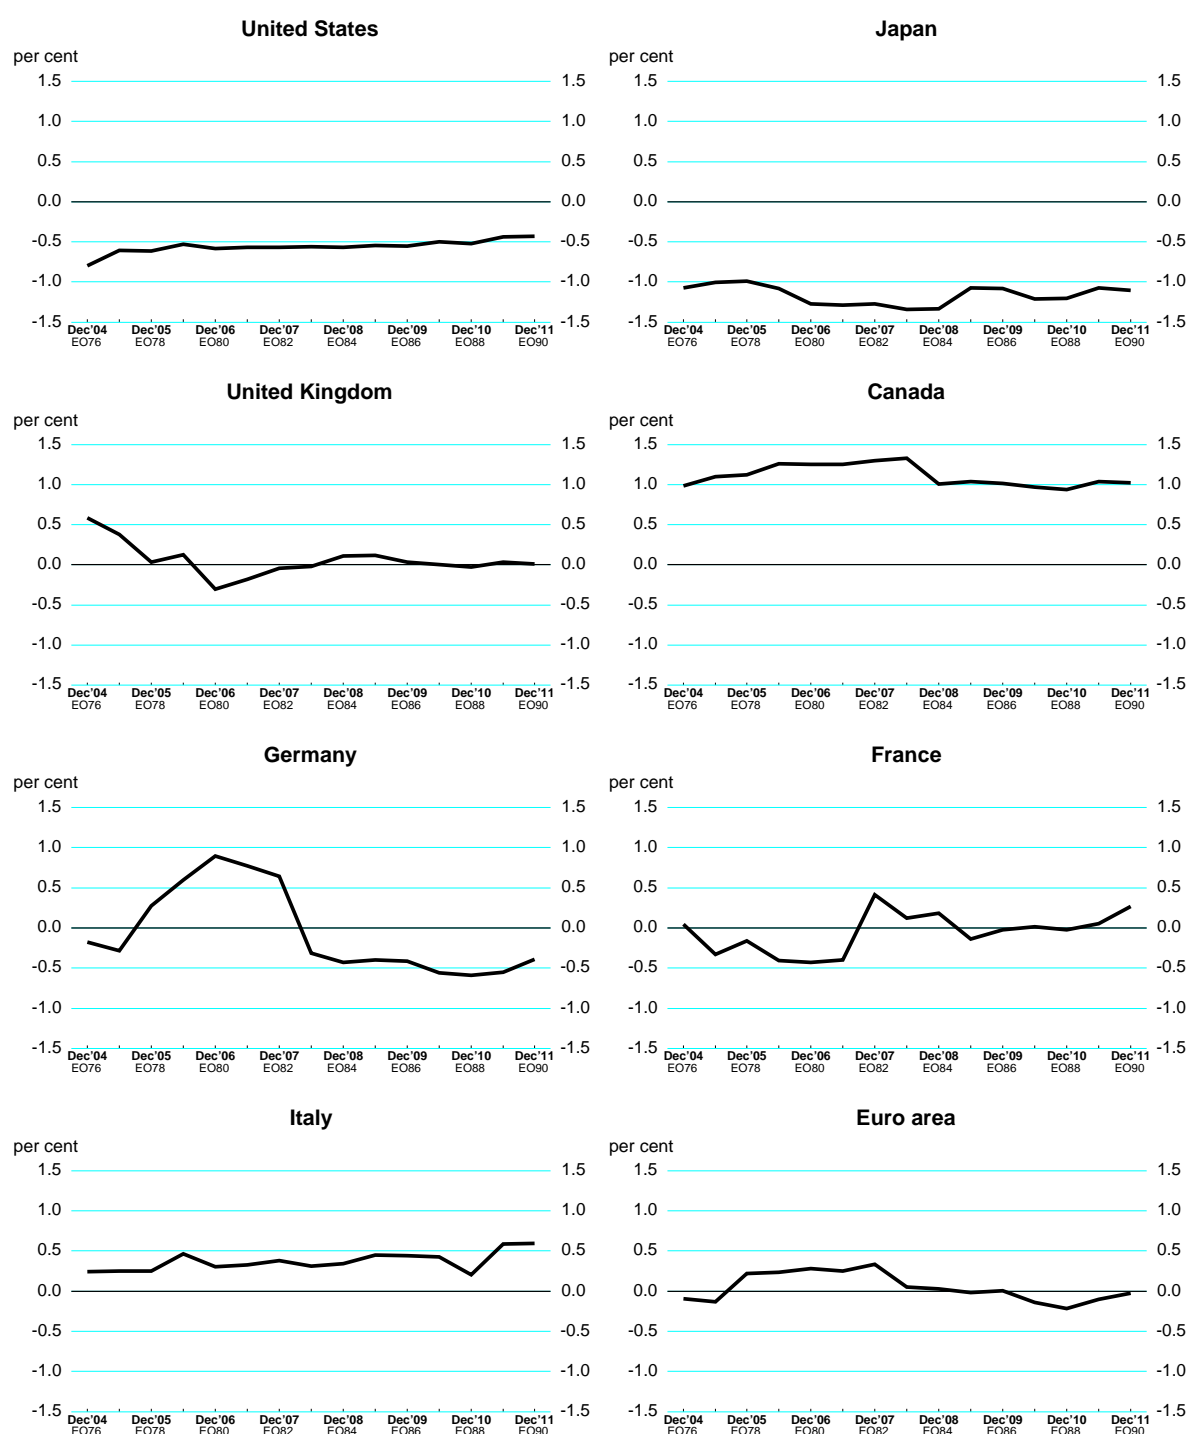 United States
per cent
1.5 1.5
1.0 1.0
0.5 0.5
0.0 0.0
-0.5 -0.5
-1.0 -1.0
-1.5 -1.5
Dec'04 Dec'05 Dec'06 Dec'07 Dec'08 Dec'09 Dec'10 Dec'11
EO76 EO78 EO80 EO82 EO84 EO86 EO88 EO90
Japan
per cent
1.5 1.5
1.0 1.0
0.5 0.5
0.0 0.0
-0.5 -0.5
-1.0 -1.0
-1.5 -1.5
Dec'04 Dec'05 Dec'06 Dec'07 Dec'08 Dec'09 Dec'10 Dec'11
EO76 EO78 EO80 EO82 EO84 EO86 EO88 EO90
United Kingdom
per cent
1.5 1.5
1.0 1.0
0.5 0.5
0.0 0.0
-0.5 -0.5
-1.0 -1.0
-1.5 -1.5
Dec'04 Dec'05 Dec'06 Dec'07 Dec'08 Dec'09 Dec'10 Dec'11
EO76 EO78 EO80 EO82 EO84 EO86 EO88 EO90
Canada
per cent
1.5 1.5
1.0 1.0
0.5 0.5
0.0 0.0
-0.5 -0.5
-1.0 -1.0
-1.5 -1.5
Dec'04 Dec'05 Dec'06 Dec'07 Dec'08 Dec'09 Dec'10 Dec'11
EO76 EO78 EO80 EO82 EO84 EO86 EO88 EO90
Germany
per cent
1.5 1.5
1.0 1.0
0.5 0.5
0.0 0.0
-0.5 -0.5
-1.0 -1.0
-1.5 -1.5
Dec'04 Dec'05 Dec'06 Dec'07 Dec'08 Dec'09 Dec'10 Dec'11
EO76 EO78 EO80 EO82 EO84 EO86 EO88 EO90
France
per cent
1.5 1.5
1.0 1.0
0.5 0.5
0.0 0.0
-0.5 -0.5
-1.0 -1.0
-1.5 -1.5
Dec'04 Dec'05 Dec'06 Dec'07 Dec'08 Dec'09 Dec'10 Dec'11
EO76 EO78 EO80 EO82 EO84 EO86 EO88 EO90
Italy
per cent
1.5 1.5
1.0 1.0
0.5 0.5
0.0 0.0
-0.5 -0.5
-1.0 -1.0
-1.5 -1.5
Dec'04 Dec'05 Dec'06 Dec'07 Dec'08 Dec'09 Dec'10 Dec'11
EO76 EO78 EO80 EO82 EO84 EO86 EO88 EO90
Euro area
per cent
1.5 1.5
1.0 1.0
0.5 0.5
0.0 0.0
-0.5 -0.5
-1.0 -1.0
-1.5 -1.5
Dec'04 Dec'05 Dec'06 Dec'07 Dec'08 Dec'09 Dec'10 Dec'11
EO76 EO78 EO80 EO82 EO84 EO86 EO88 EO90